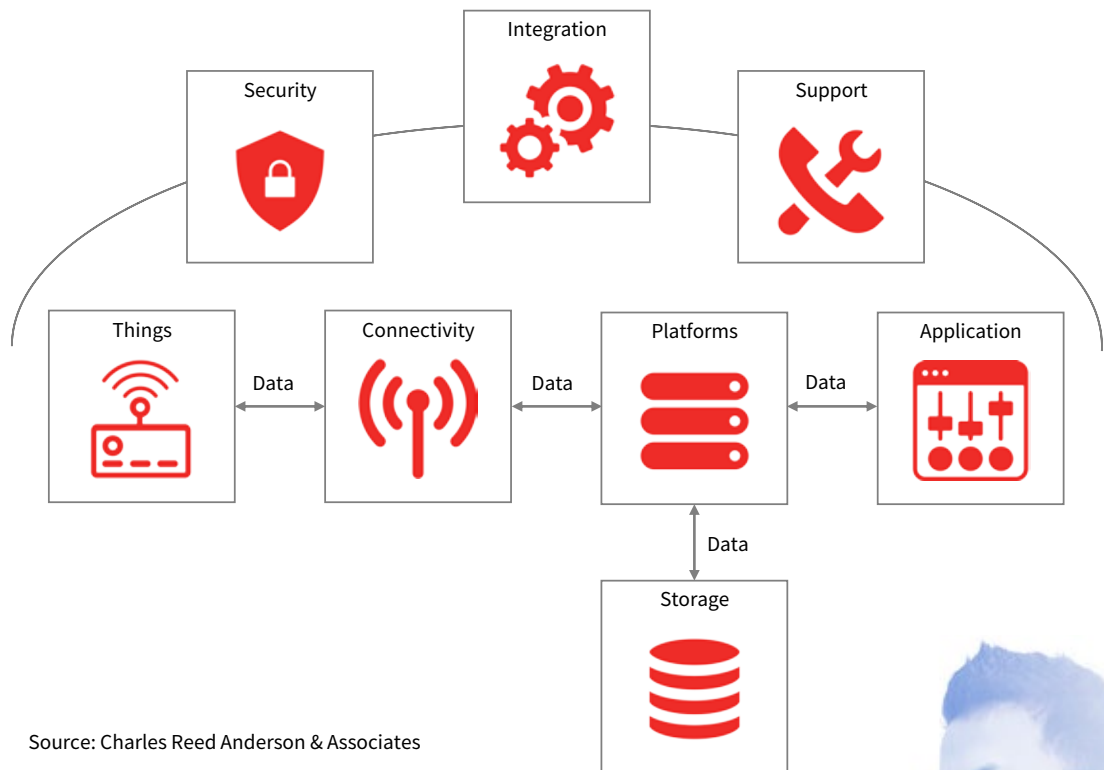 Integration
Security
Support
Things
Connectivity
Platforms
Application
Data
Data
Data
Data
Storage
Source: Charles Reed Anderson & Associates